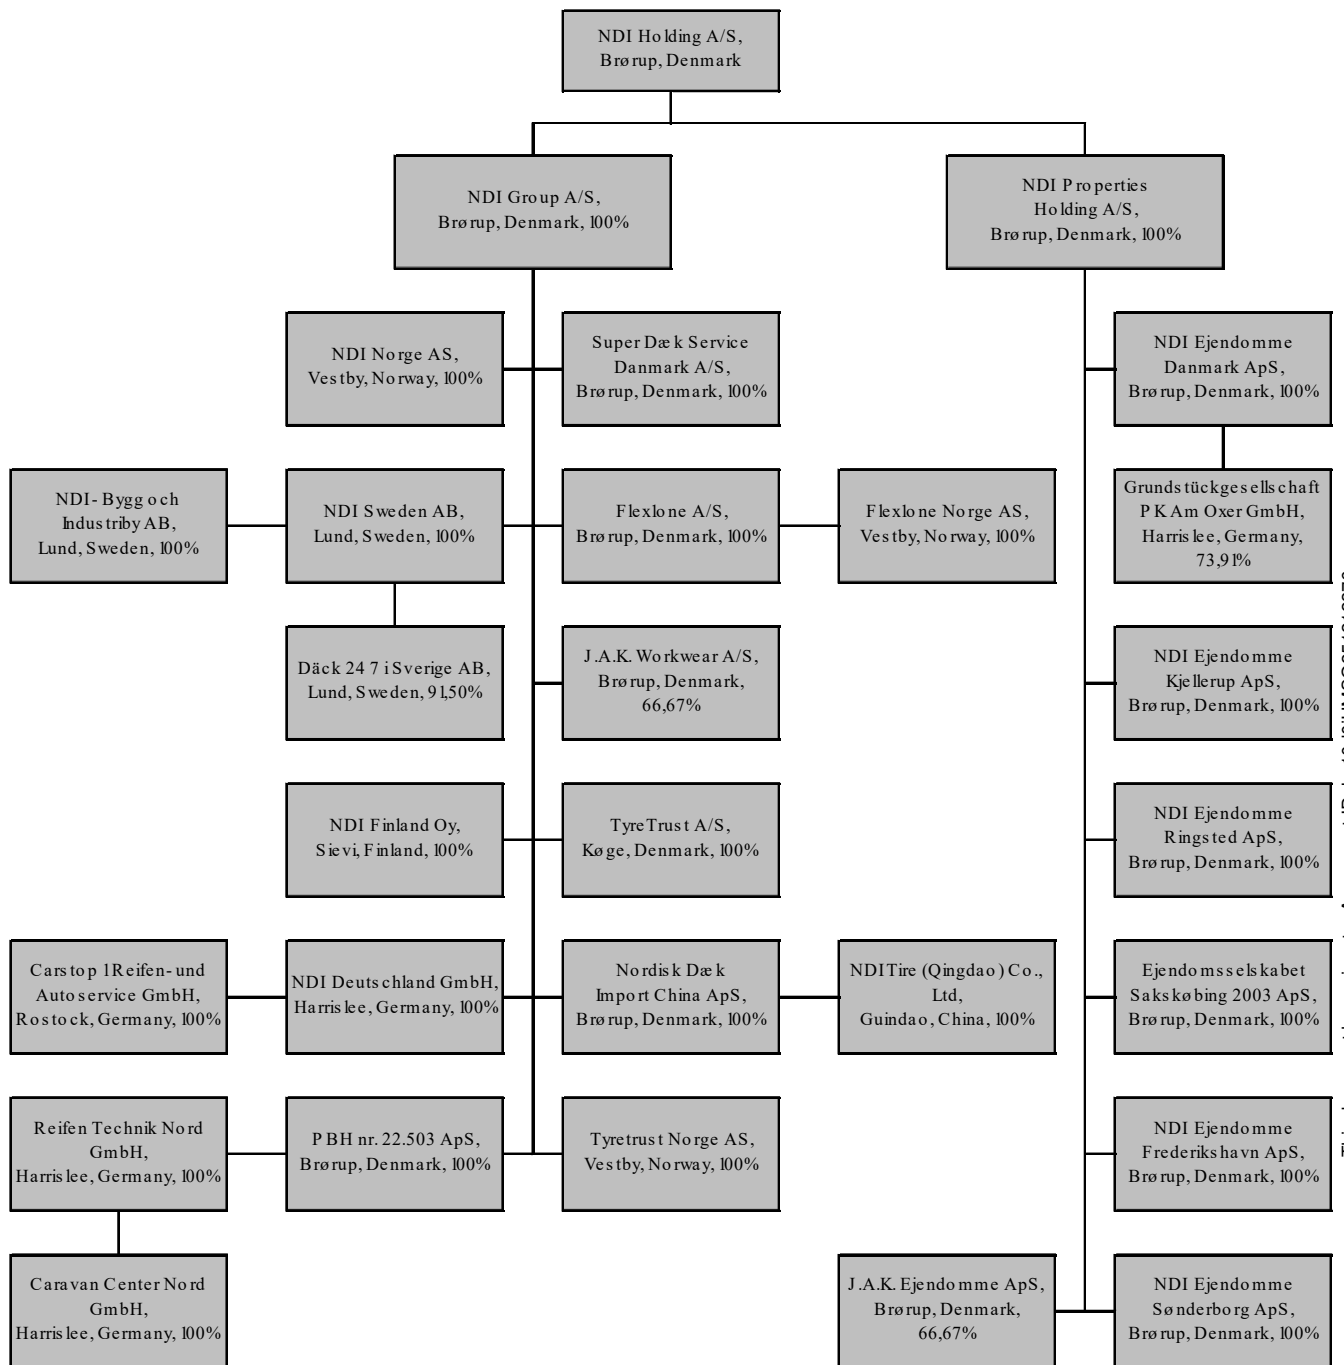 NDI Holding A/S,
Brørup, Denmark
NDI Group A/S,
Brørup, Denmark, 100%
NDI Properties
Holding A/S,
Brørup, Denmark, 100%
NDI Norge AS,
Vestby, Norway, 100%
Super Dæk Service
Danmark A/S,
Brørup, Denmark, 100%
NDI Ejendomme
Danmark ApS,
Brørup, Denmark, 100%
NDI- Bygg och
Industriby AB,
Lund, Sweden, 100%
NDI Sweden AB,
Lund, Sweden, 100%
Flexlone A/S,
Brørup, Denmark, 100%
Flexlone Norge AS,
Vestby, Norway, 100%
Grundstückgesellschaft
PK Am Oxer GmbH,
Harrislee, Germany,
73,91%
Däck 24 7 i Sverige AB,
Lund, Sweden, 91,50%
J.A.K. Workwear A/S,
Brørup, Denmark,
66,67%
NDI Ejendomme
Kjellerup ApS,
Brørup, Denmark, 100%
NDI Finland Oy,
Sievi, Finland, 100%
TyreTrust A/S,
Køge, Denmark, 100%
NDI Ejendomme
Ringsted ApS,
Brørup, Denmark, 100%
Carstop 1 Reifen- und
Autoservice GmbH,
Rostock, Germany, 100%
NDI Deutschland GmbH,
Harrislee, Germany, 100%
Nordisk Dæk
Import China ApS,
Brørup, Denmark, 100%
NDI Tire (Qingdao) Co.,
Ltd,
Guindao, China, 100%
Ejendomsselskabet
Sakskøbing 2003 ApS,
Brørup, Denmark, 100%
Reifen Technik Nord
GmbH,
Harrislee, Germany, 100%
PBH nr. 22.503 ApS,
Brørup, Denmark, 100%
Tyretrust Norge AS,
Vestby, Norway, 100%
NDI Ejendomme
Frederikshavn ApS,
Brørup, Denmark, 100%
Caravan Center Nord
GmbH,
Harrislee, Germany, 100%
J.A.K. Ejendomme ApS,
Brørup, Denmark,
66,67%
NDI Ejendomme
Sønderborg ApS,
Brørup, Denmark, 100%